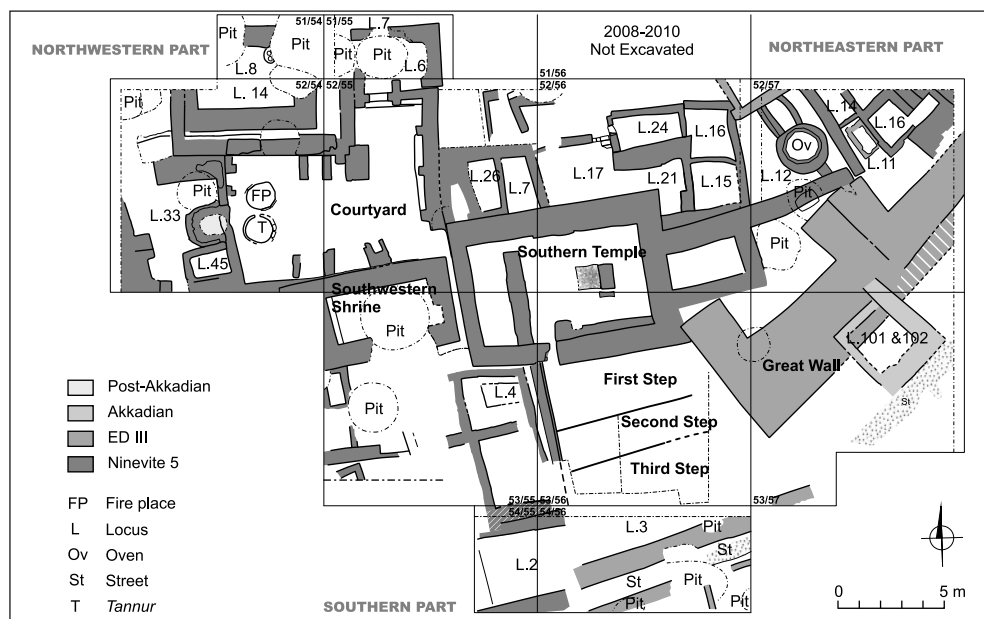 NORTHWESTERN PART
51/54 51/55
L.7
2008-2010
Not Excavated
NORTHEASTERN PART
Pit
Pit
Pit
Pit
L.8
L.6
L. 14
52/54 52/55
51/56
52/56
52/57
Pit
L.14
L.24
L.16
L.16
Ov
L.11
Pit
FP
L.26
L.7
L.17
L.21
L.15
L.12
Pit
L.33
Courtyard
T
Pit
L.45
Southern Temple
Southwestern
Shrine
Pit
L.101 &102
Great Wall
St
First Step
L.4
Pit
Second Step
Third Step
53/55 53/56
54/55 54/56
53/57
L.3
Pit
St
L.2
St
Pit
Pit
Pit
Post-Akkadian
Akkadian
ED III
Ninevite 5
FP Fire place
L Locus
Ov Oven
St Street
T Tannur
SOUTHERN PART
0 5 m